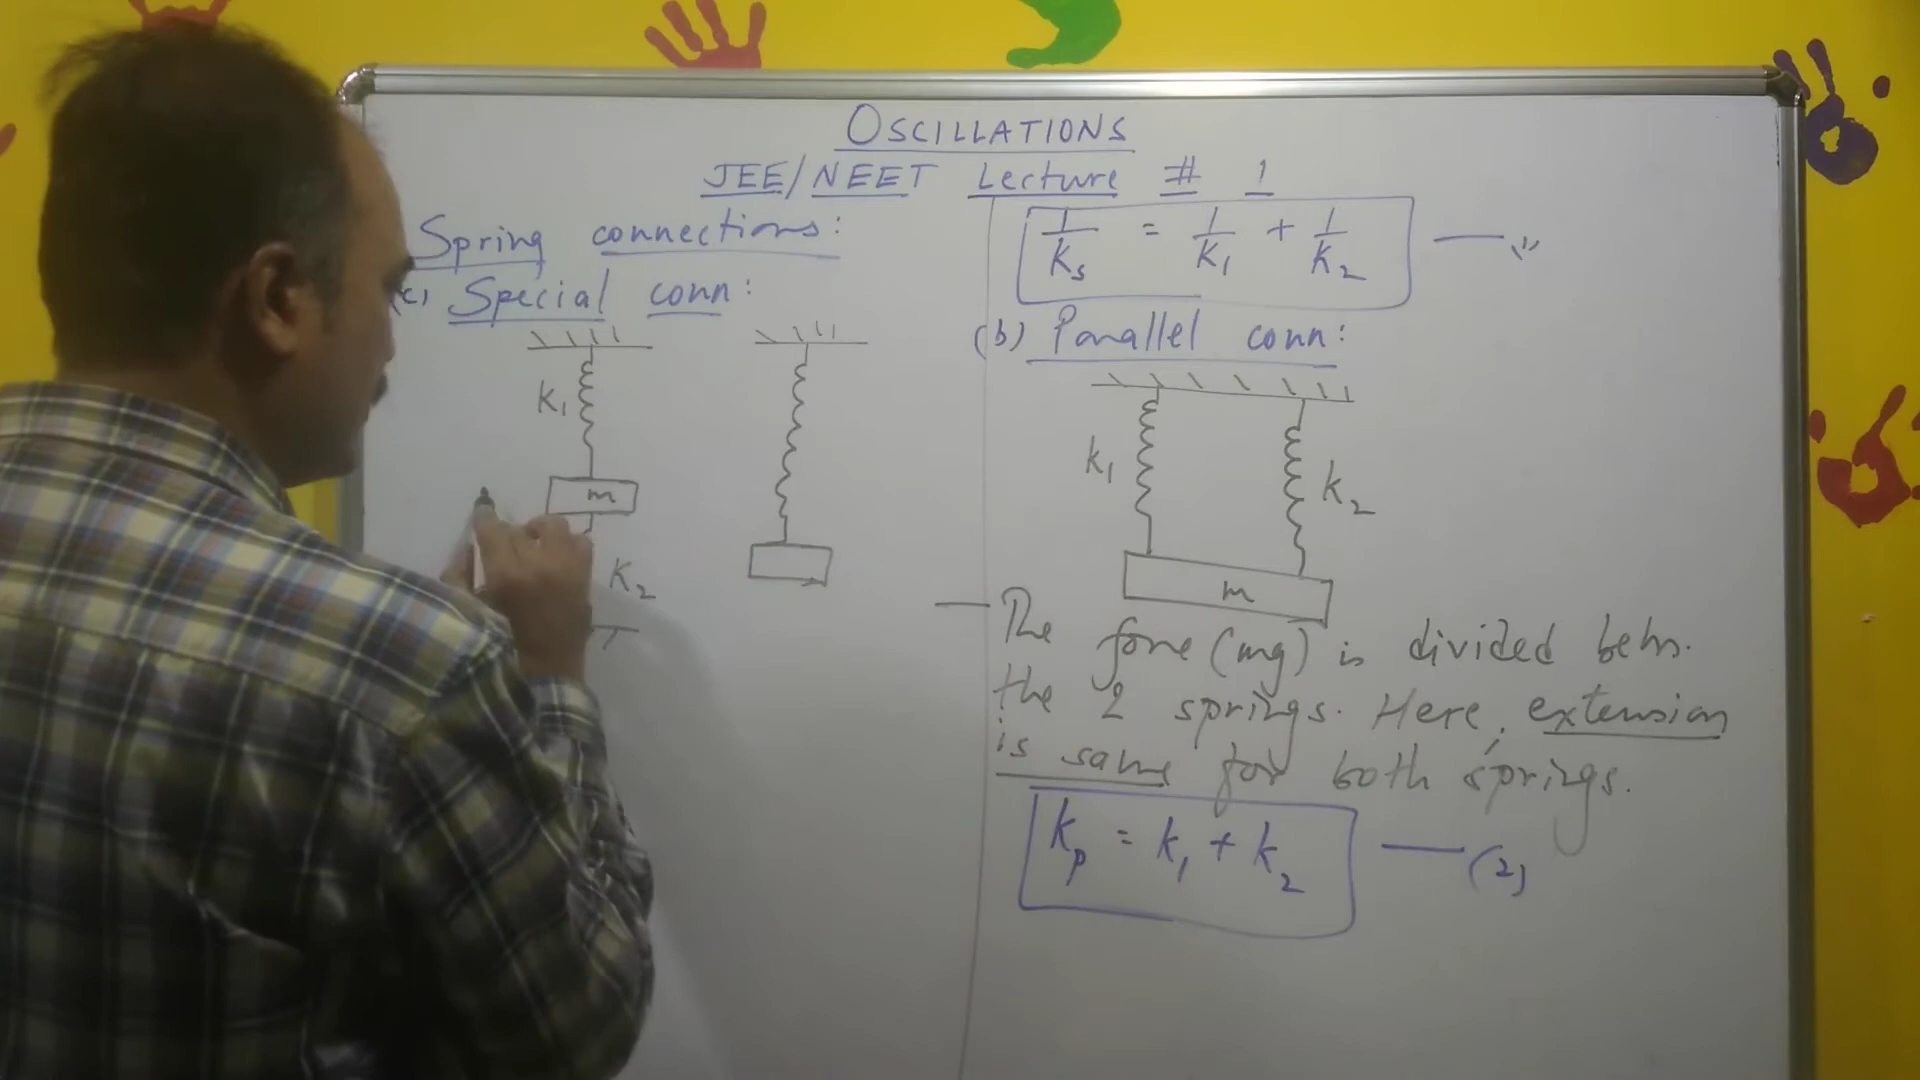 OSCILLATIONS
JEE/NEET Lecture # 1
Spring connections:
(c) Special conn:
K1
m
K2
1/Ks = 1/K1 + 1/K2 —(1)
(b) Parallel conn:
k1
k2
m
The force (mg) is divided betn.
the 2 springs. Here, extension
is same for both springs.
kp = k1 + k2 —(2)